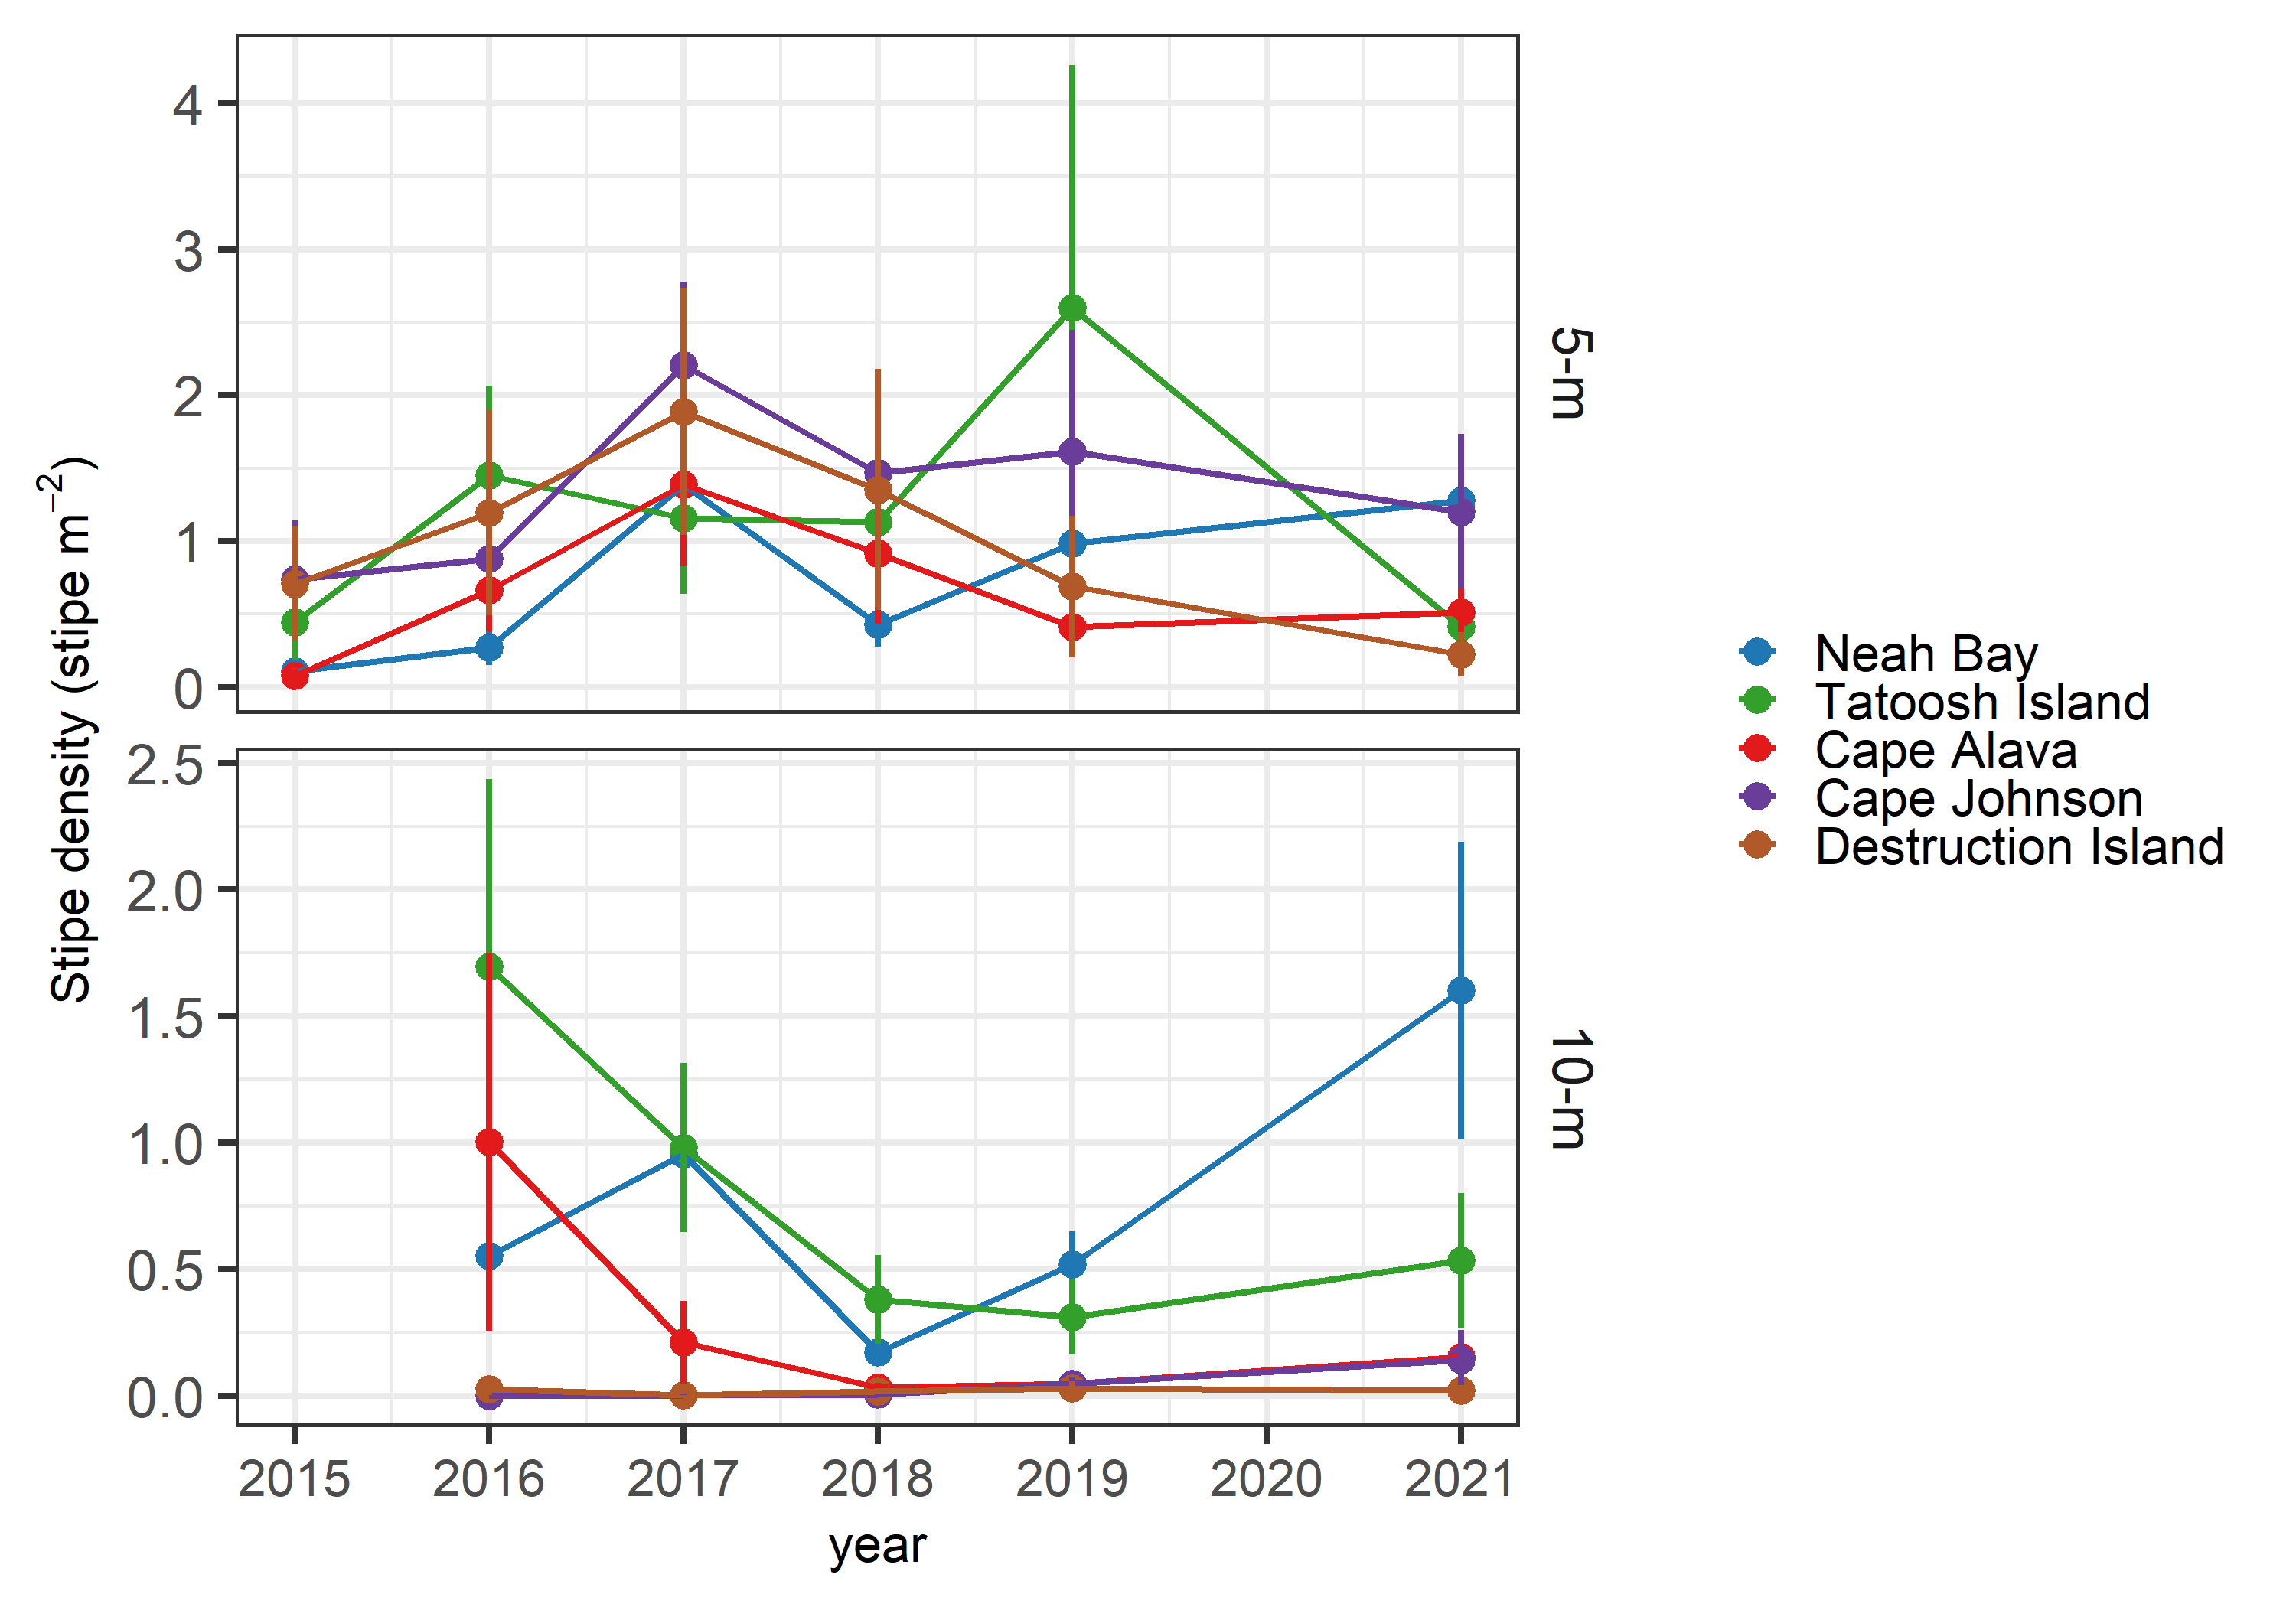 Stipe density (stipe m⁻²)
4
3
2
1
0
5-m
2.5
2.0
1.5
1.0
0.5
0.0
10-m
2015 2016 2017 2018 2019 2020 2021
year
Neah Bay
Tatoosh Island
Cape Alava
Cape Johnson
Destruction Island